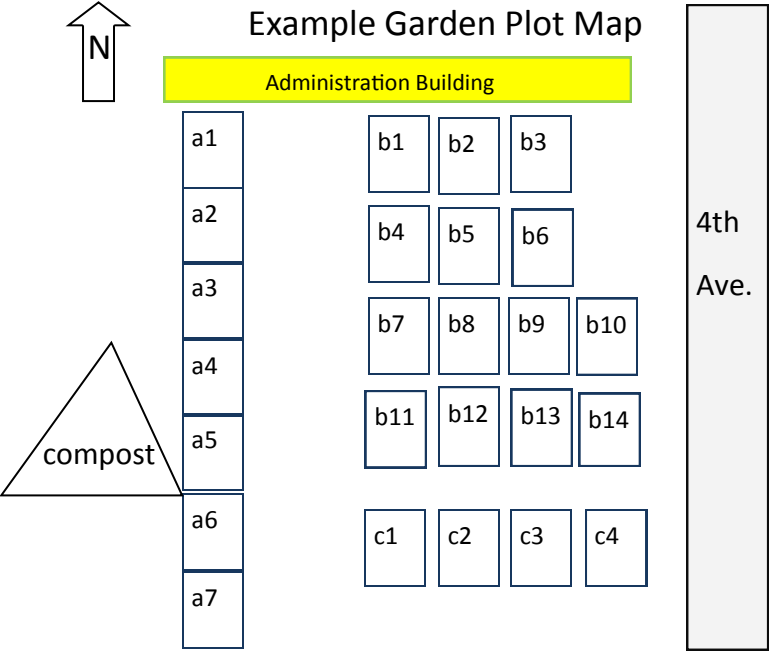 Example Garden Plot Map
N
Administration Building
a1
b1
b2
b3
a2
b4
b5
b6
4th
Ave.
a3
b7
b8
b9
b10
a4
b11
b12
b13
b14
a5
compost
a6
c1
c2
c3
c4
a7